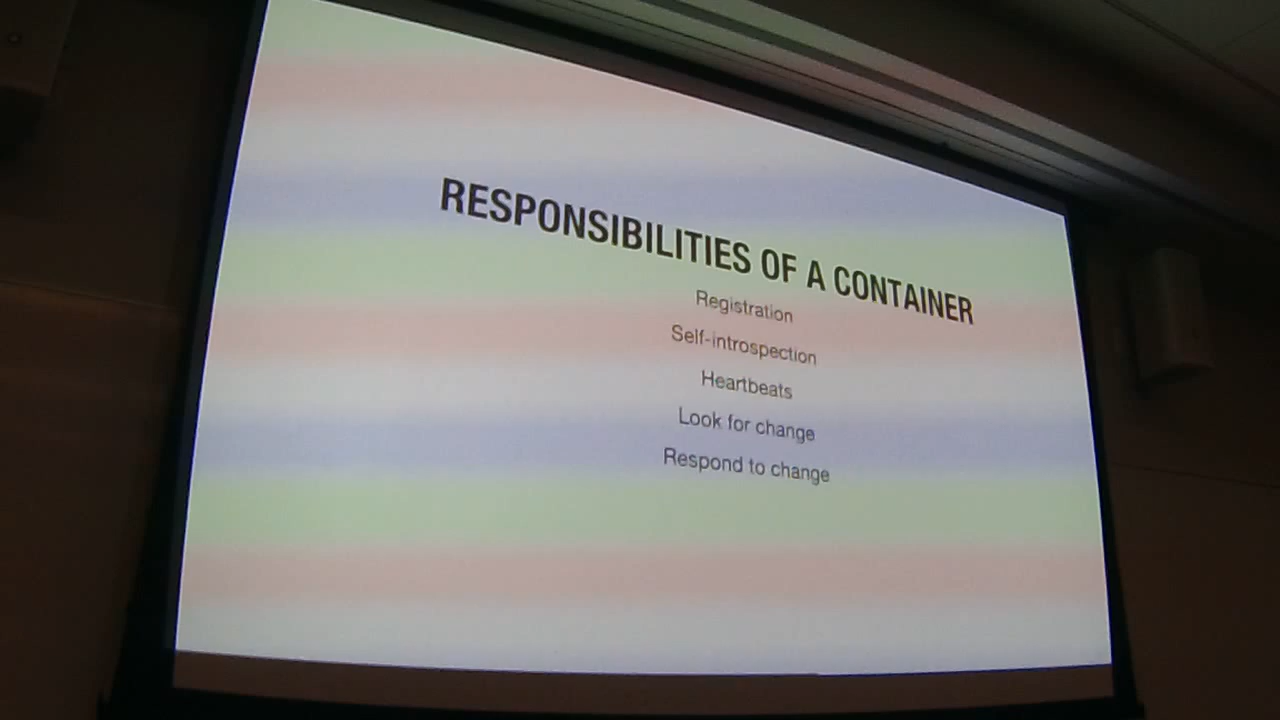 RESPONSIBILITIES OF A CONTAINER
Registration
Self-introspection
Heartbeats
Look for change
Respond to change